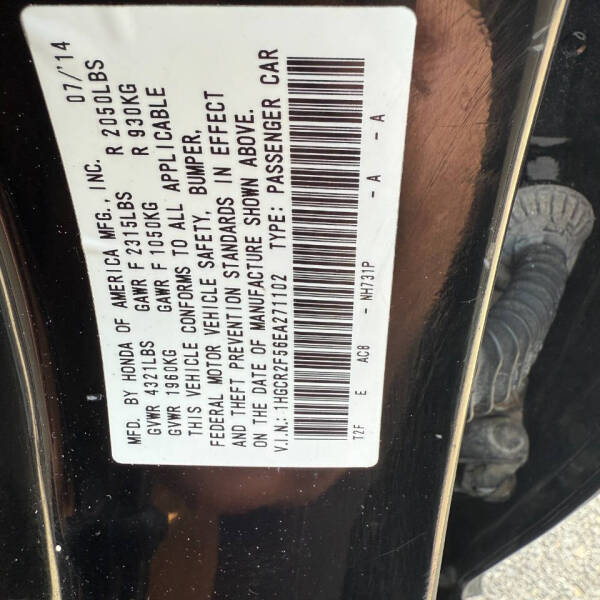 MFD. BY HONDA OF AMERICA MFG., INC. 07/'14
GVWR 4321LBS GAWR F 2315LBS R 2050LBS
GVWR 1960KG GAWR F 1050KG R 930KG
THIS VEHICLE CONFORMS TO ALL APPLICABLE
FEDERAL MOTOR VEHICLE SAFETY, BUMPER,
AND THEFT PREVENTION STANDARDS IN EFFECT
ON THE DATE OF MANUFACTURE SHOWN ABOVE.
V.I.N.: 1HGCR2F56EA271102 TYPE: PASSENGER CAR
T2F E AC8 - NH731P - A - A